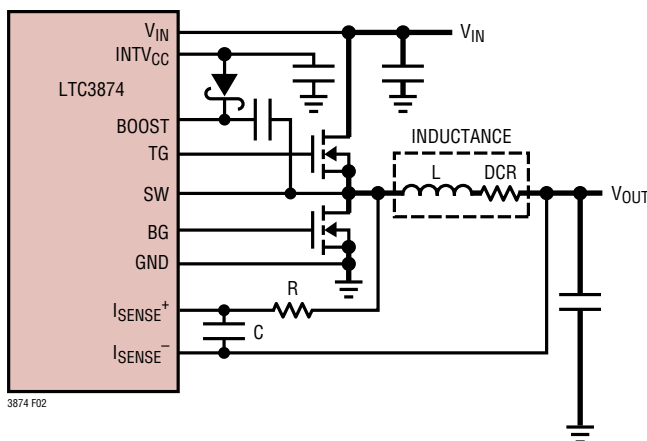 VIN
INTVCC
LTC3874
BOOST
TG
SW
BG
GND
ISENSE+
ISENSE–
VIN
INDUCTANCE
L DCR
VOUT
R
C
3874 F02